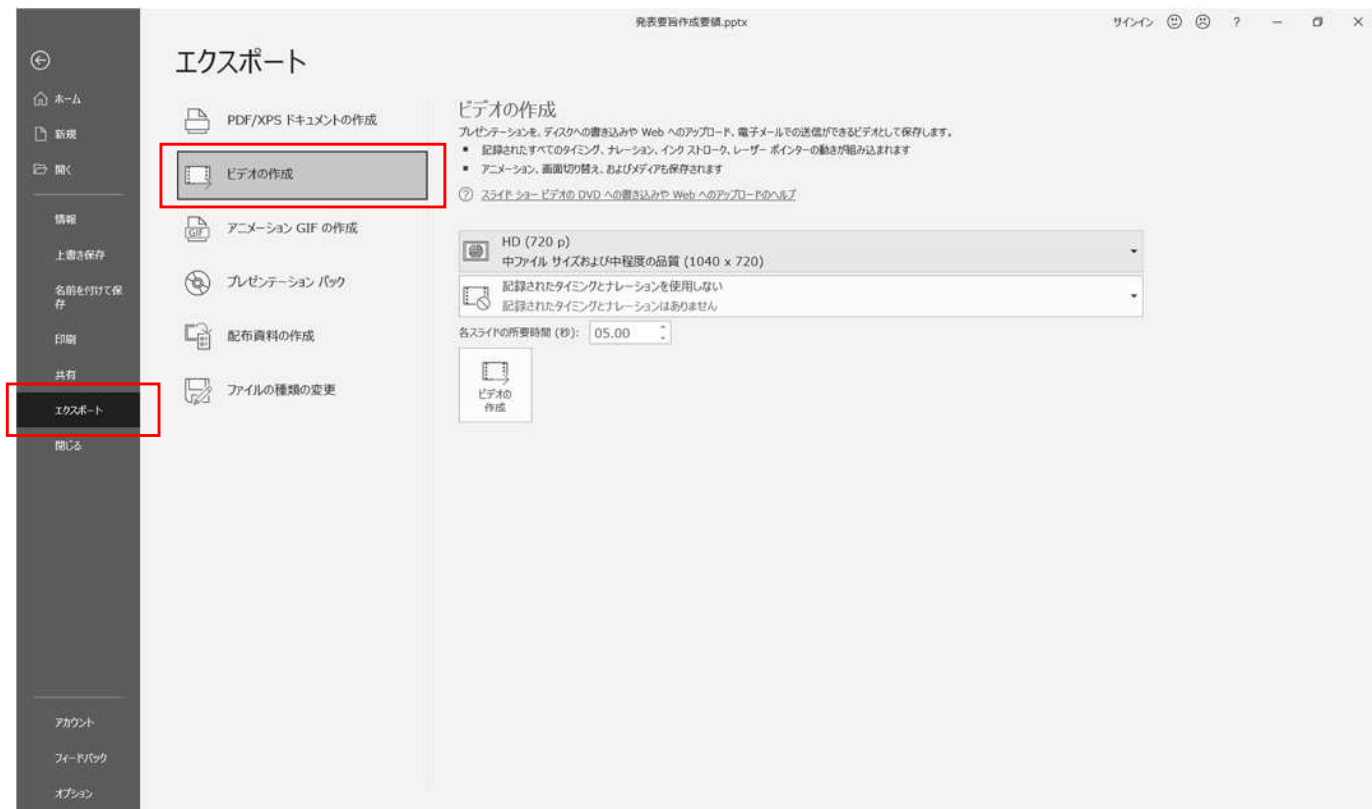 発表要旨作成要領.pptx
サインイン
?
エクスポート
ホーム
新規
開く
情報
上書き保存
名前を付けて保
存
印刷
共有
エクスポート
閉じる
アカウント
フィードバック
オプション
PDF/XPS ドキュメントの作成
ビデオの作成
アニメーション GIF の作成
GIF
プレゼンテーション パック
配布資料の作成
ファイルの種類の変更
ビデオの作成
プレゼンテーションを、ディスクへの書き込みや Web へのアップロード、電子メールでの送信ができるビデオとして保存します。
▪ 記録されたすべてのタイミング、ナレーション、インク ストローク、レーザー ポインターの動きが組み込まれます
▪ アニメーション、画面切り替え、およびメディアも保存されます
? スライド ショー ビデオの DVD への書き込みや Web へのアップロードのヘルプ
HD (720 p)
中ファイル サイズおよび中程度の品質 (1040 x 720)
記録されたタイミングとナレーションを使用しない
記録されたタイミングとナレーションはありません
各スライドの所要時間 (秒): 05.00
ビデオの
作成